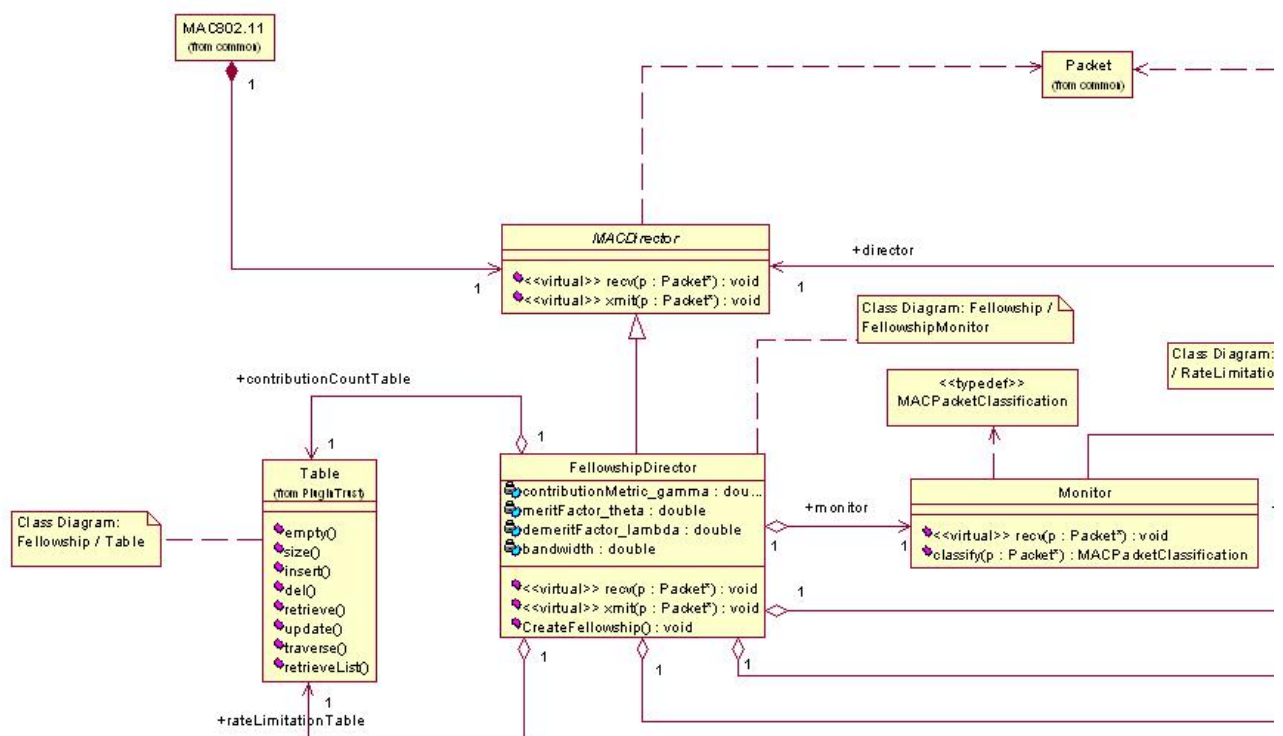 MAC802.11
(from common)
1
Packet
(from common)
MACDirector
<<virtual>> recv(p : Packet*) : void
<<virtual>> xmit(p : Packet*) : void
1
+director
1
Class Diagram: Fellowship /
FellowshipMonitor
Class Diagram:
/ RateLimitatio
+contributionCountTable
<<typedef>>
MACPacketClassification
1
1
Table
(from PlugInTrust)
empty()
size()
insert()
del()
retrieve()
update()
traverse()
retrieveList()
Class Diagram:
Fellowship / Table
FellowshipDirector
contributionMetric_gamma : dou...
meritFactor_theta : double
demeritFactor_lambda : double
bandwidth : double
<<virtual>> recv(p : Packet*) : void
<<virtual>> xmit(p : Packet*) : void
CreateFellowship() : void
+monitor
1
1
Monitor
<<virtual>> recv(p : Packet*) : void
classify(p : Packet*) : MACPacketClassification
1
1
1
1
1
+rateLimitationTable